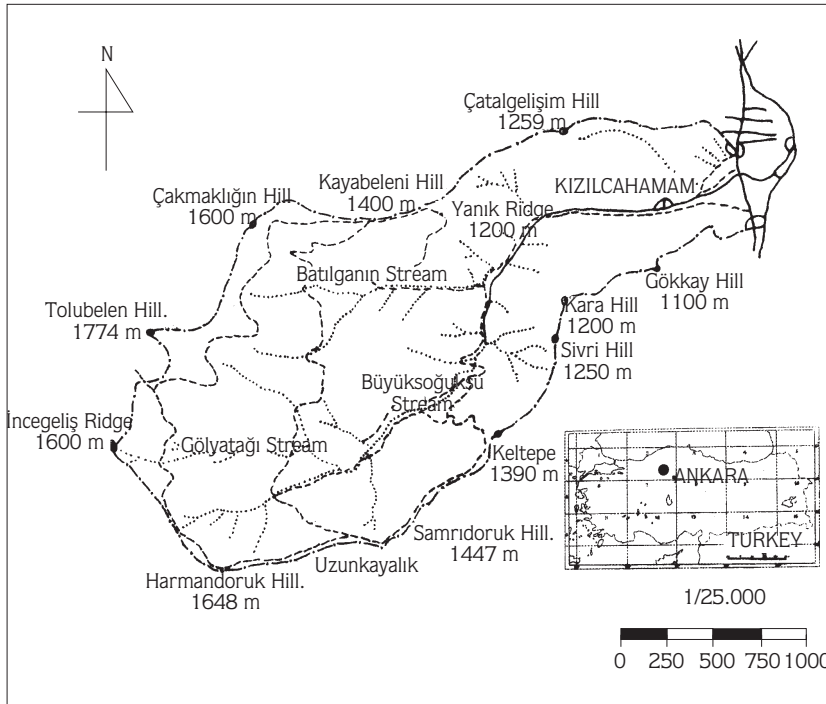 N
Çatalgelişim Hill
1259 m
Kayabeleni Hill
1400 m
Çakmaklığın Hill
1600 m
KIZILCAHAMAM
Yanık Ridge
1200 m
Batılganın Stream
Gökkay Hill
1100 m
Tolubelen Hill.
1774 m
Kara Hill
1200 m
Sivri Hill
1250 m
Büyüksoğuksu
Stream
İncegeliş Ridge
1600 m
Gölyatağı Stream
Keltepe
1390 m
Samrıdoruk Hill.
1447 m
Uzunkayalık
Harmandoruk Hill.
1648 m
ANKARA
TURKEY
1/25.000
0 250 500 750 1000